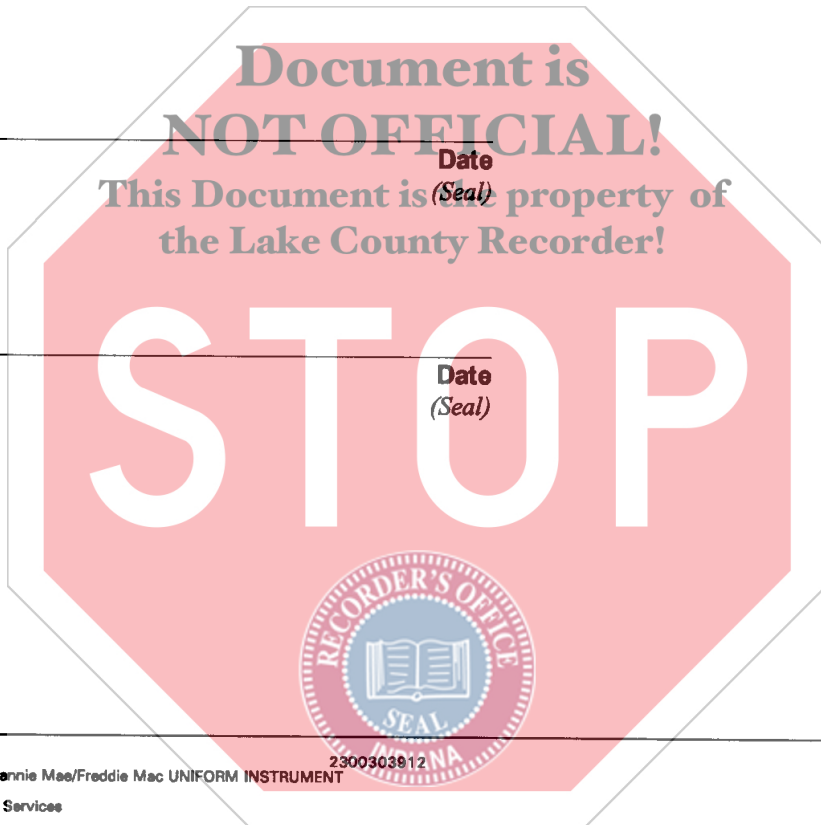 Document is
NOT OFFICIAL!
Date
This Document is the property of
(Seal)
the Lake County Recorder!
STOP
Date
(Seal)
RECORDER'S OFFICE
SEAL
INDIANA
2300303912
annie Mae/Freddie Mac UNIFORM INSTRUMENT
Services